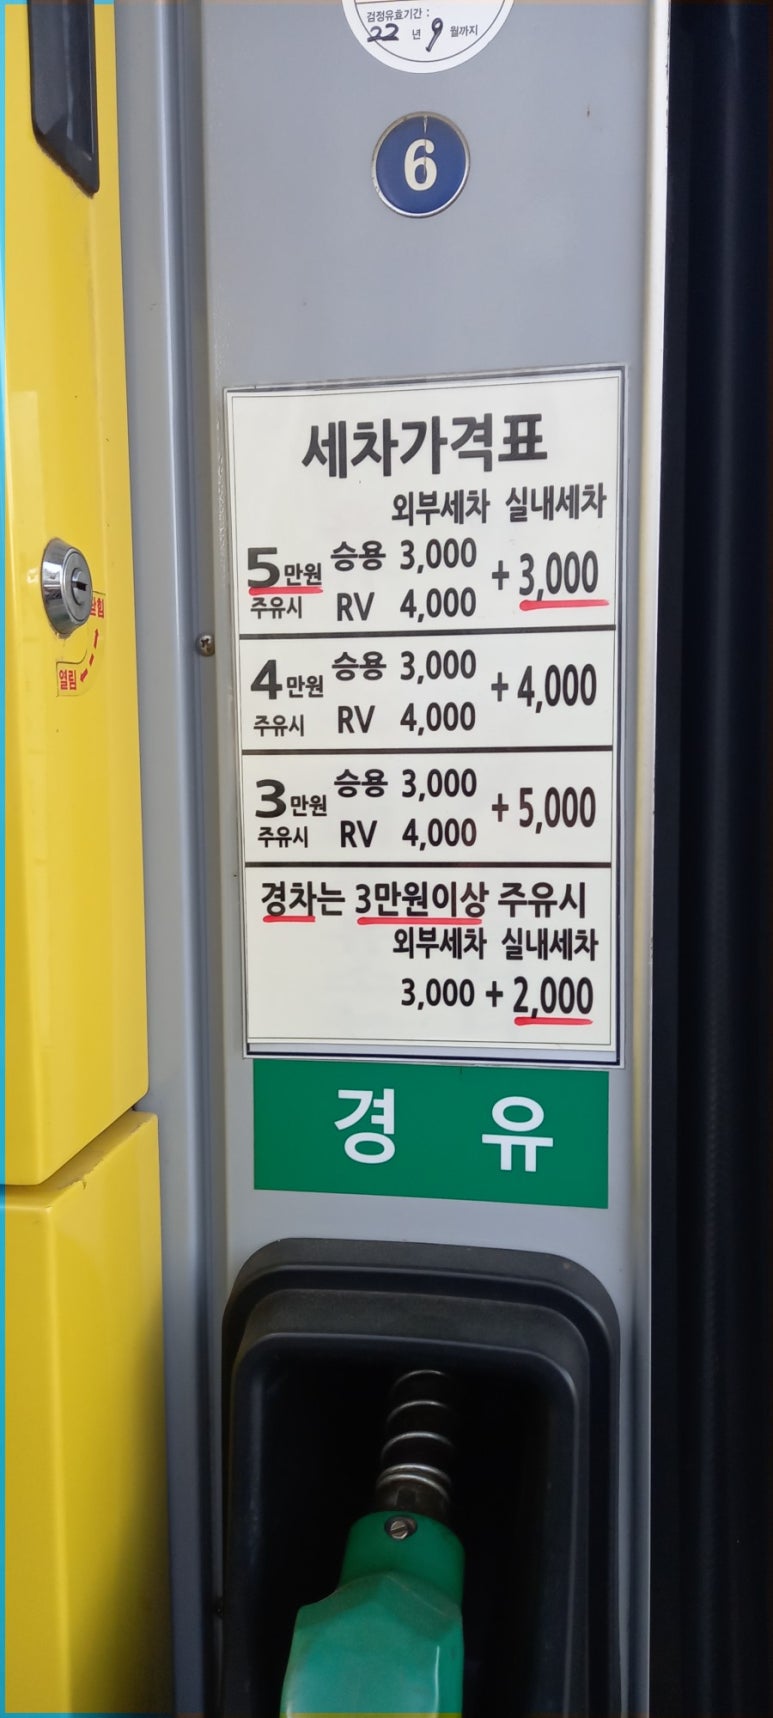 검정유효기간 :
22 년 9 월까지
6
세차가격표
외부세차 실내세차
5만원 승용 3,000 + 3,000
주유시 RV 4,000
4만원 승용 3,000 + 4,000
주유시 RV 4,000
3만원 승용 3,000 + 5,000
주유시 RV 4,000
경차는 3만원이상 주유시
외부세차 실내세차
3,000 + 2,000
경유
열림